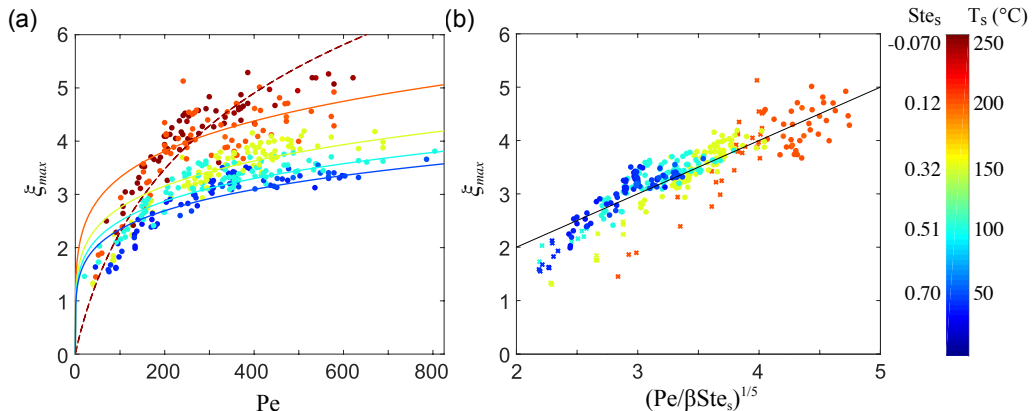 (a)
6
5
4
3
2
1
0
ξmax
0 200 400 600 800
Pe
(b)
6
5
4
3
2
1
0
ξmax
2 3 4 5
(Pe/βSteₛ)^1/5
Steₛ Tₛ (°C)
-0.070 250
0.12 200
0.32 150
0.51 100
0.70 50